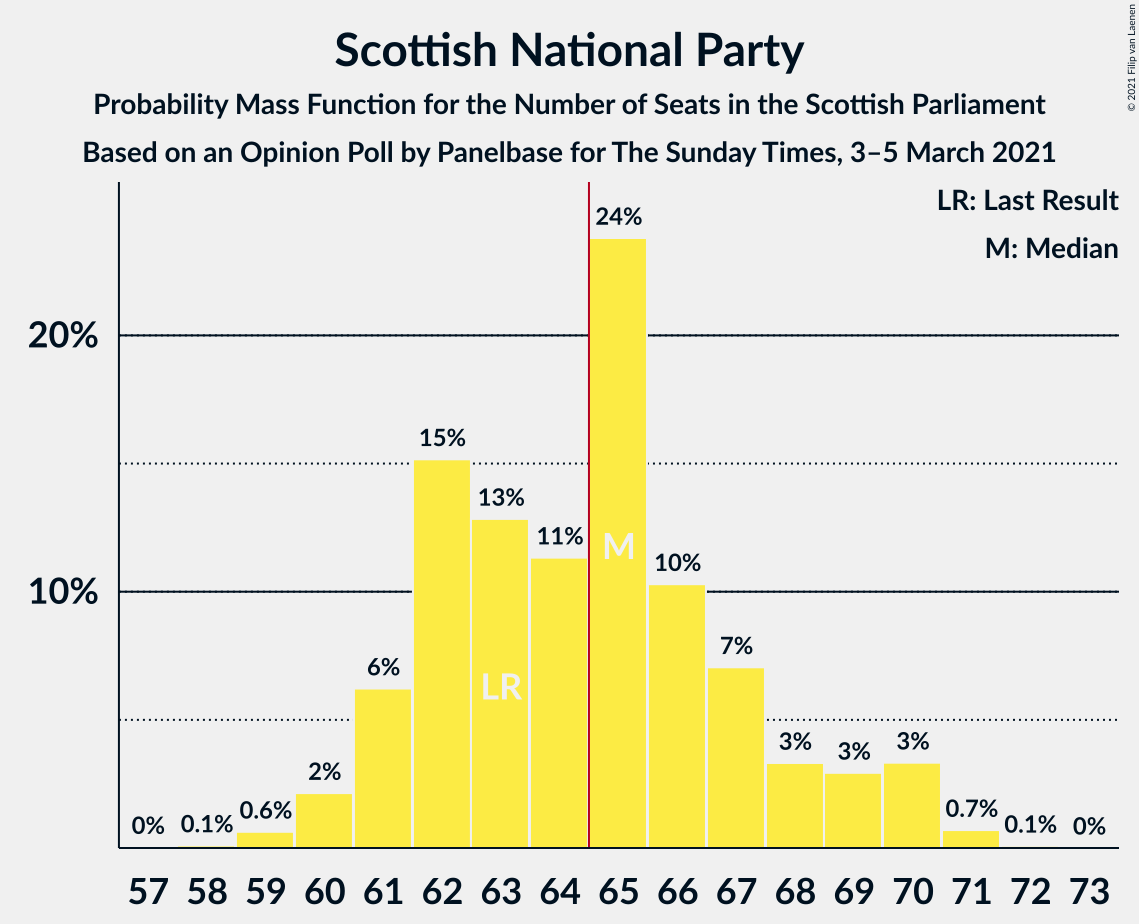 Scottish National Party
Probability Mass Function for the Number of Seats in the Scottish Parliament
Based on an Opinion Poll by Panelbase for The Sunday Times, 3–5 March 2021
© 2021 Filip van Laenen
LR: Last Result
M: Median
24%
20%
15%
13%
11%
M
10%
10%
7%
6%
LR
3%
3%
3%
2%
0.6%
0.7%
0%
0.1%
0.1%
0%
57 58 59 60 61 62 63 64 65 66 67 68 69 70 71 72 73